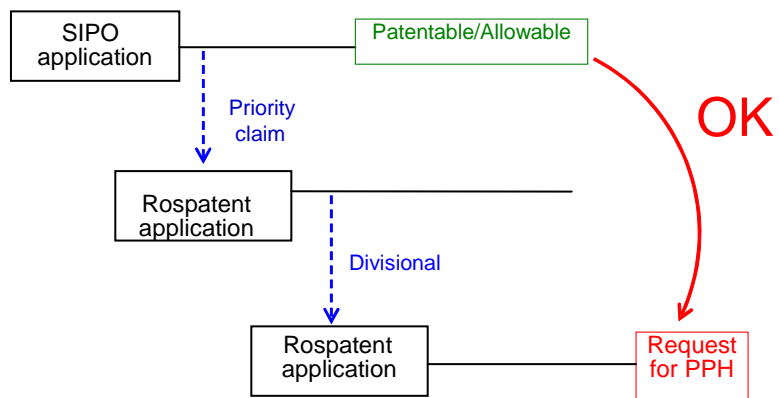 SIPO
application
Patentable/Allowable
OK
Priority
claim
Rospatent
application
Divisional
Rospatent
application
Request
for PPH